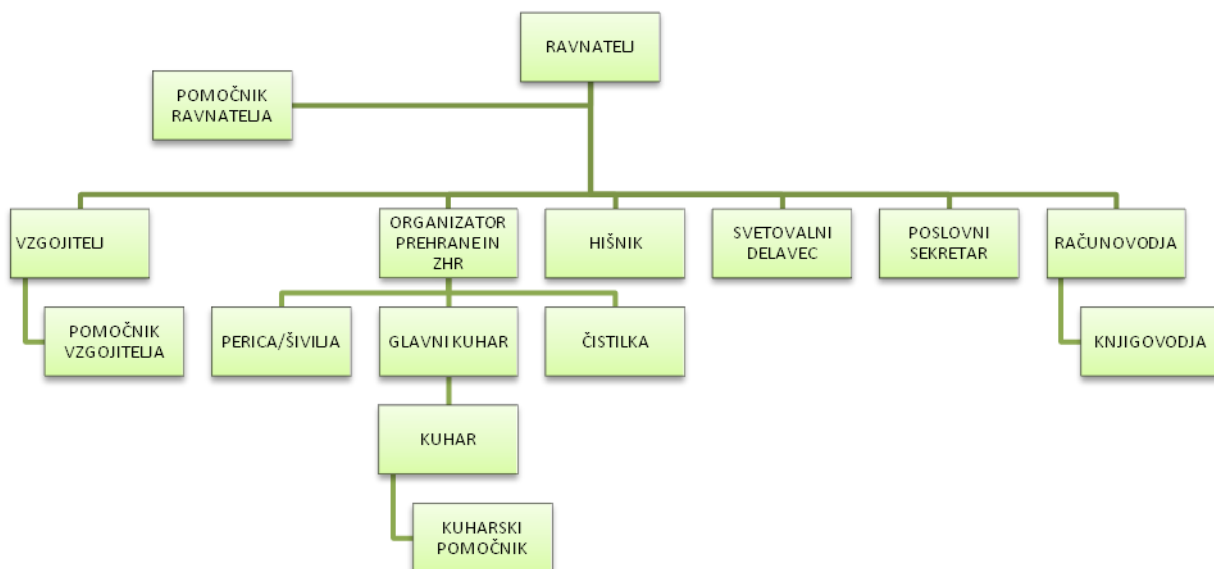 RAVNATELJ
POMOČNIK
RAVNATELJA
VZGOJITELJ
ORGANIZATOR
PREHRANE IN
ZHR
HIŠNIK
SVETOVALNI
DELAVEC
POSLOVNI
SEKRETAR
RAČUNOVODJA
POMOČNIK
VZGOJITELJA
PERICA/ŠIVILJA
GLAVNI KUHAR
ČISTILKA
KNJIGOVODJA
KUHAR
KUHARSKI
POMOČNIK